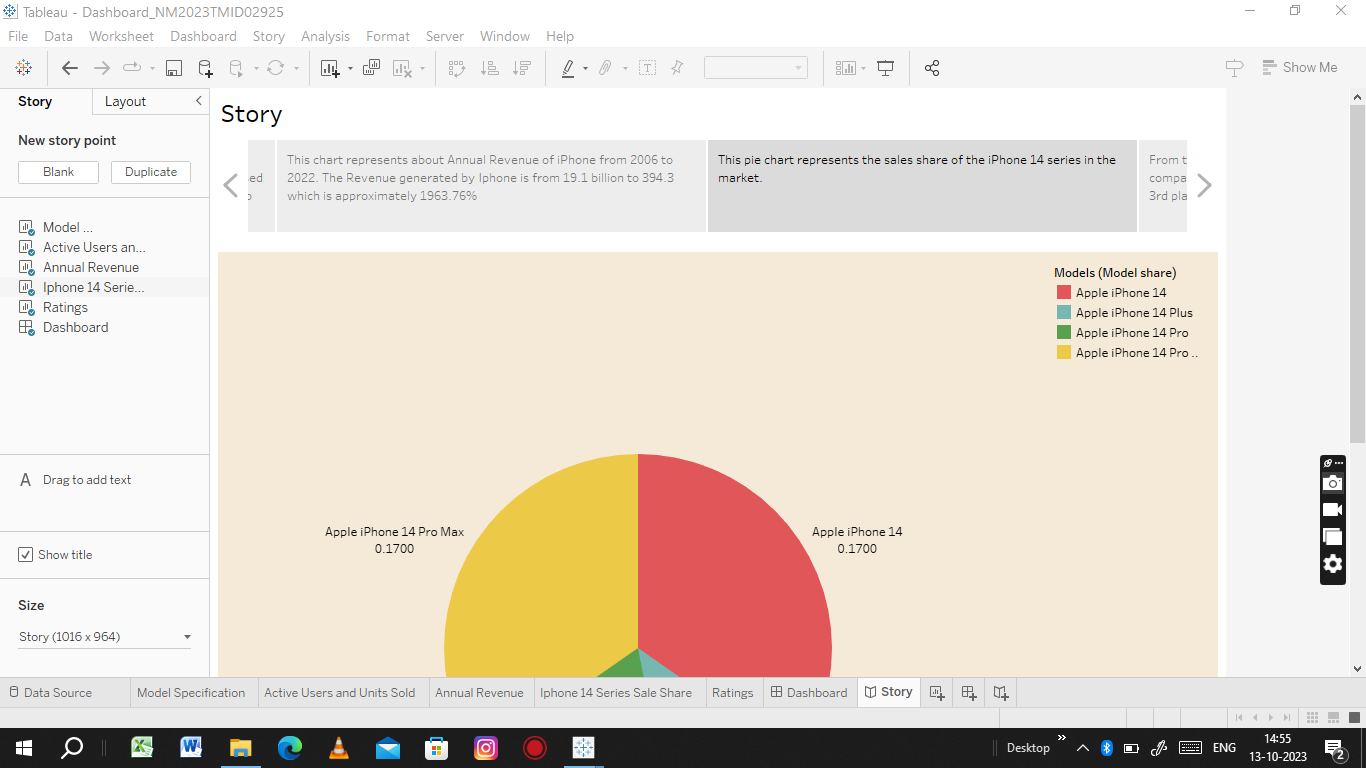 Tableau - Dashboard_NM2023TMID02925
File Data Worksheet Dashboard Story Analysis Format Server Window Help
Show Me
Story Layout
New story point
Blank Duplicate
Model ...
Active Users an...
Annual Revenue
Iphone 14 Serie...
Ratings
Dashboard
A Drag to add text
Show title
Size
Story (1016 x 964)
Story
This chart represents about Annual Revenue of iPhone from 2006 to
2022. The Revenue generated by Iphone is from 19.1 billion to 394.3
which is approximately 1963.76%
This pie chart represents the sales share of the iPhone 14 series in the
market.
From t
compa
3rd pla
Models (Model share)
Apple iPhone 14
Apple iPhone 14 Plus
Apple iPhone 14 Pro
Apple iPhone 14 Pro ..
Apple iPhone 14 Pro Max
0.1700
Apple iPhone 14
0.1700
Data Source Model Specification Active Users and Units Sold Annual Revenue Iphone 14 Series Sale Share Ratings Dashboard Story
Desktop ENG 14:55
13-10-2023 2